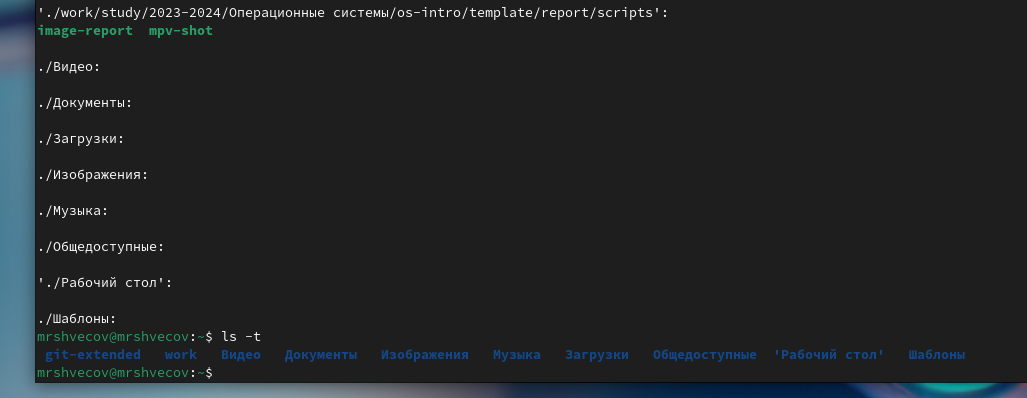 './work/study/2023-2024/Операционные системы/os-intro/template/report/scripts':
image-report  mpv-shot
./Видео:
./Документы:
./Загрузки:
./Изображения:
./Музыка:
./Общедоступные:
'./Рабочий стол':
./Шаблоны:
mrshvecov@mrshvecov:~$ ls -t
git-extended  work  Видео  Документы  Изображения  Музыка  Загрузки  Общедоступные  'Рабочий стол'  Шаблоны
mrshvecov@mrshvecov:~$